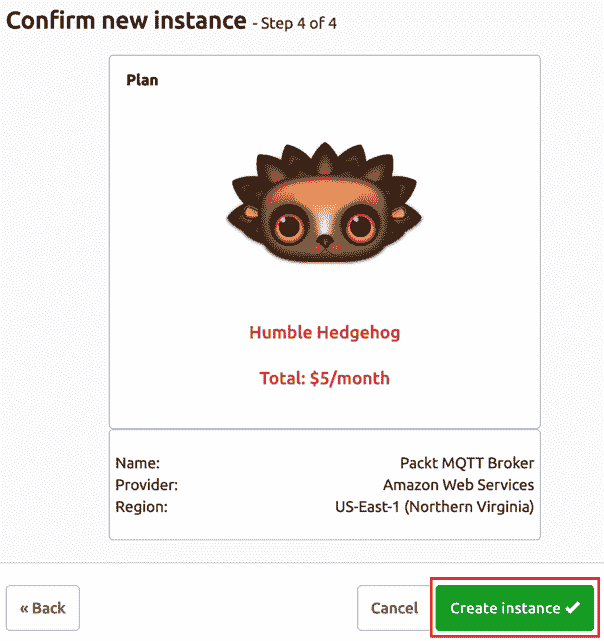 Confirm new instance - Step 4 of 4
Plan
Humble Hedgehog
Total: $5/month
Name: Packt MQTT Broker
Provider: Amazon Web Services
Region: US-East-1 (Northern Virginia)
« Back Cancel Create instance ✔